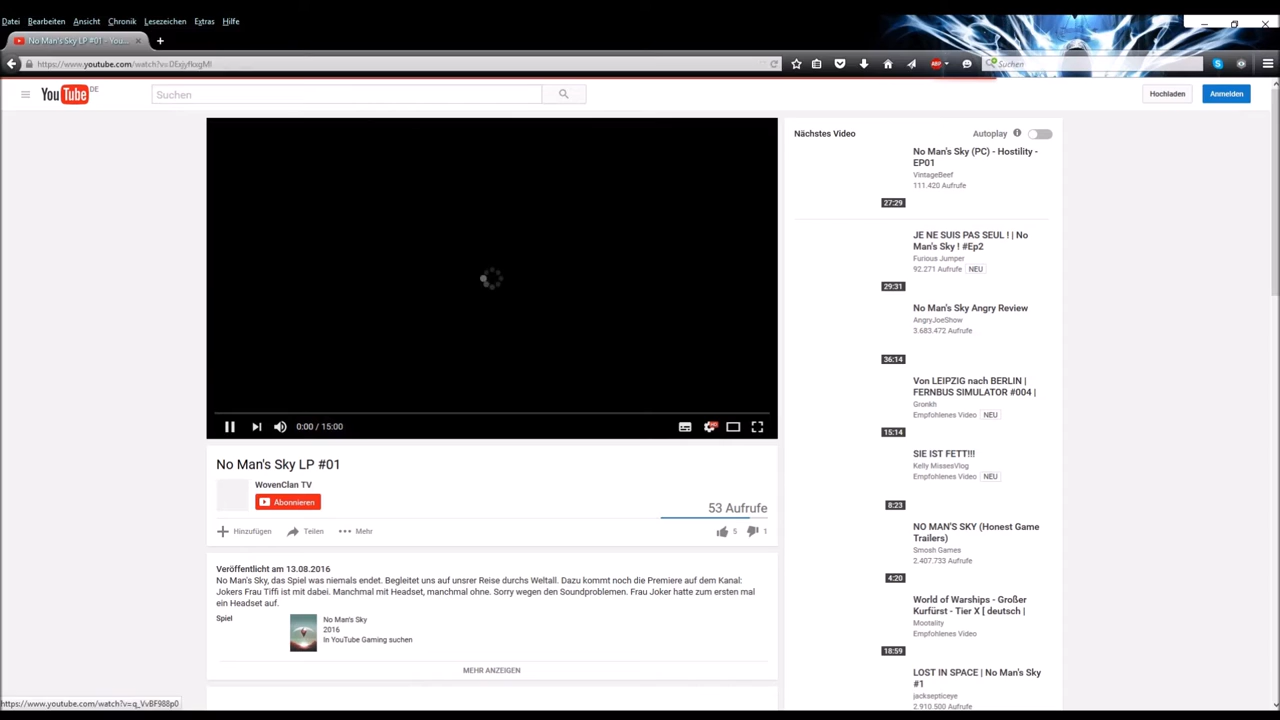 Datei Bearbeiten Ansicht Chronik Lesezeichen Extras Hilfe
No Man's Sky LP #01 - You...
Suchen
YouTube DE
Suchen
Hochladen
Anmelden
Nächstes Video
Autoplay
No Man's Sky (PC) - Hostility -
EP01
VintageBeef
111.420 Aufrufe
27:29
JE NE SUIS PAS SEUL ! | No
Man's Sky ! #Ep2
Furious Jumper
92.271 Aufrufe NEU
29:31
No Man's Sky Angry Review
AngryJoeShow
3.683.472 Aufrufe
36:14
Von LEIPZIG nach BERLIN |
FERNBUS SIMULATOR #004 |
Gronkh
Empfohlenes Video NEU
15:14
SIE IST FETT!!!
Kelly MissesVlog
Empfohlenes Video NEU
8:23
NO MAN'S SKY (Honest Game
Trailers)
Smosh Games
2.407.733 Aufrufe
4:20
World of Warships - Großer
Kurfürst - Tier X [ deutsch |
Mootality
Empfohlenes Video
18:59
LOST IN SPACE | No Man's Sky
#1
jacksepticeye
2.910.500 Aufrufe
0:00 / 15:00
No Man's Sky LP #01
WovenClan TV
Abonnieren
53 Aufrufe
Hinzufügen Teilen Mehr
5 1
Veröffentlicht am 13.08.2016
No Man's Sky, das Spiel was niemals endet. Begleitet uns auf unsrer Reise durchs Weltall. Dazu kommt noch die Premiere auf dem Kanal:
Jokers Frau Tiffi ist mit dabei. Manchmal mit Headset, manchmal ohne. Sorry wegen den Soundproblemen. Frau Joker hatte zum ersten mal
ein Headset auf.
Spiel
No Man's Sky
2016
In YouTube Gaming suchen
MEHR ANZEIGEN
https://www.youtube.com/watch?v=q_VvBF988p0